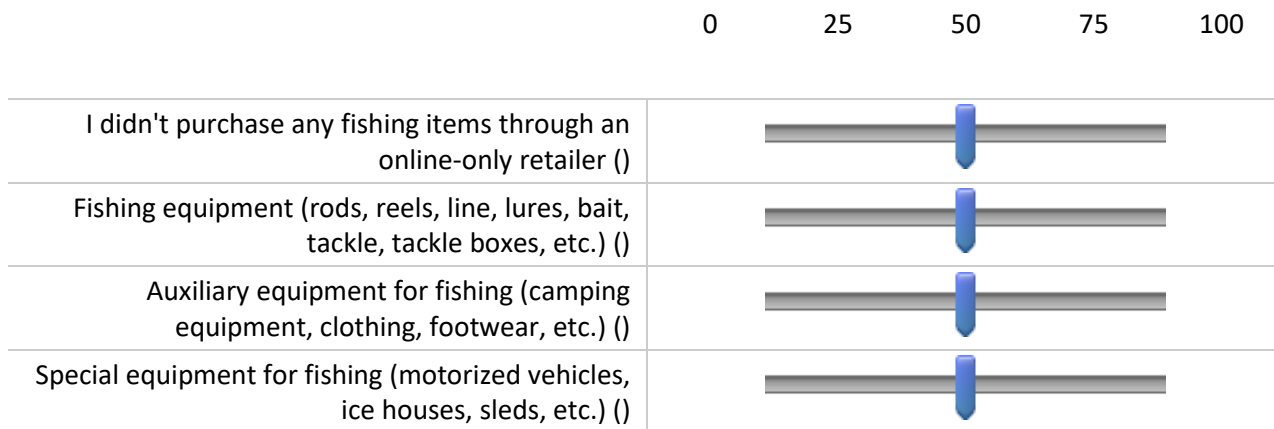 0 25 50 75 100
I didn't purchase any fishing items through an
online-only retailer ()
Fishing equipment (rods, reels, line, lures, bait,
tackle, tackle boxes, etc.) ()
Auxiliary equipment for fishing (camping
equipment, clothing, footwear, etc.) ()
Special equipment for fishing (motorized vehicles,
ice houses, sleds, etc.) ()